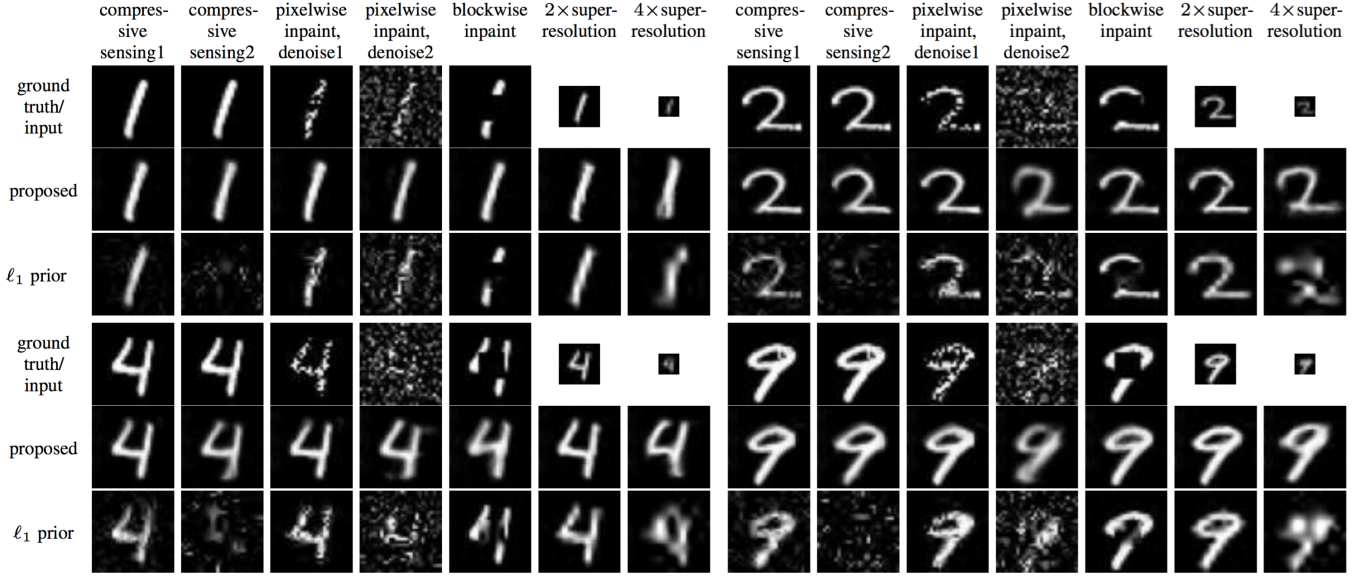 compres- compres- pixelwise pixelwise blockwise 2×super- 4×super- compres- compres- pixelwise pixelwise blockwise 2×super- 4×super-
sive sive inpaint, inpaint, inpaint resolution resolution sive sive inpaint, inpaint, inpaint resolution resolution
sensing1 sensing2 denoise1 denoise2 sensing1 sensing2 denoise1 denoise2
ground
truth/
input
proposed
ℓ₁ prior
ground
truth/
input
proposed
ℓ₁ prior